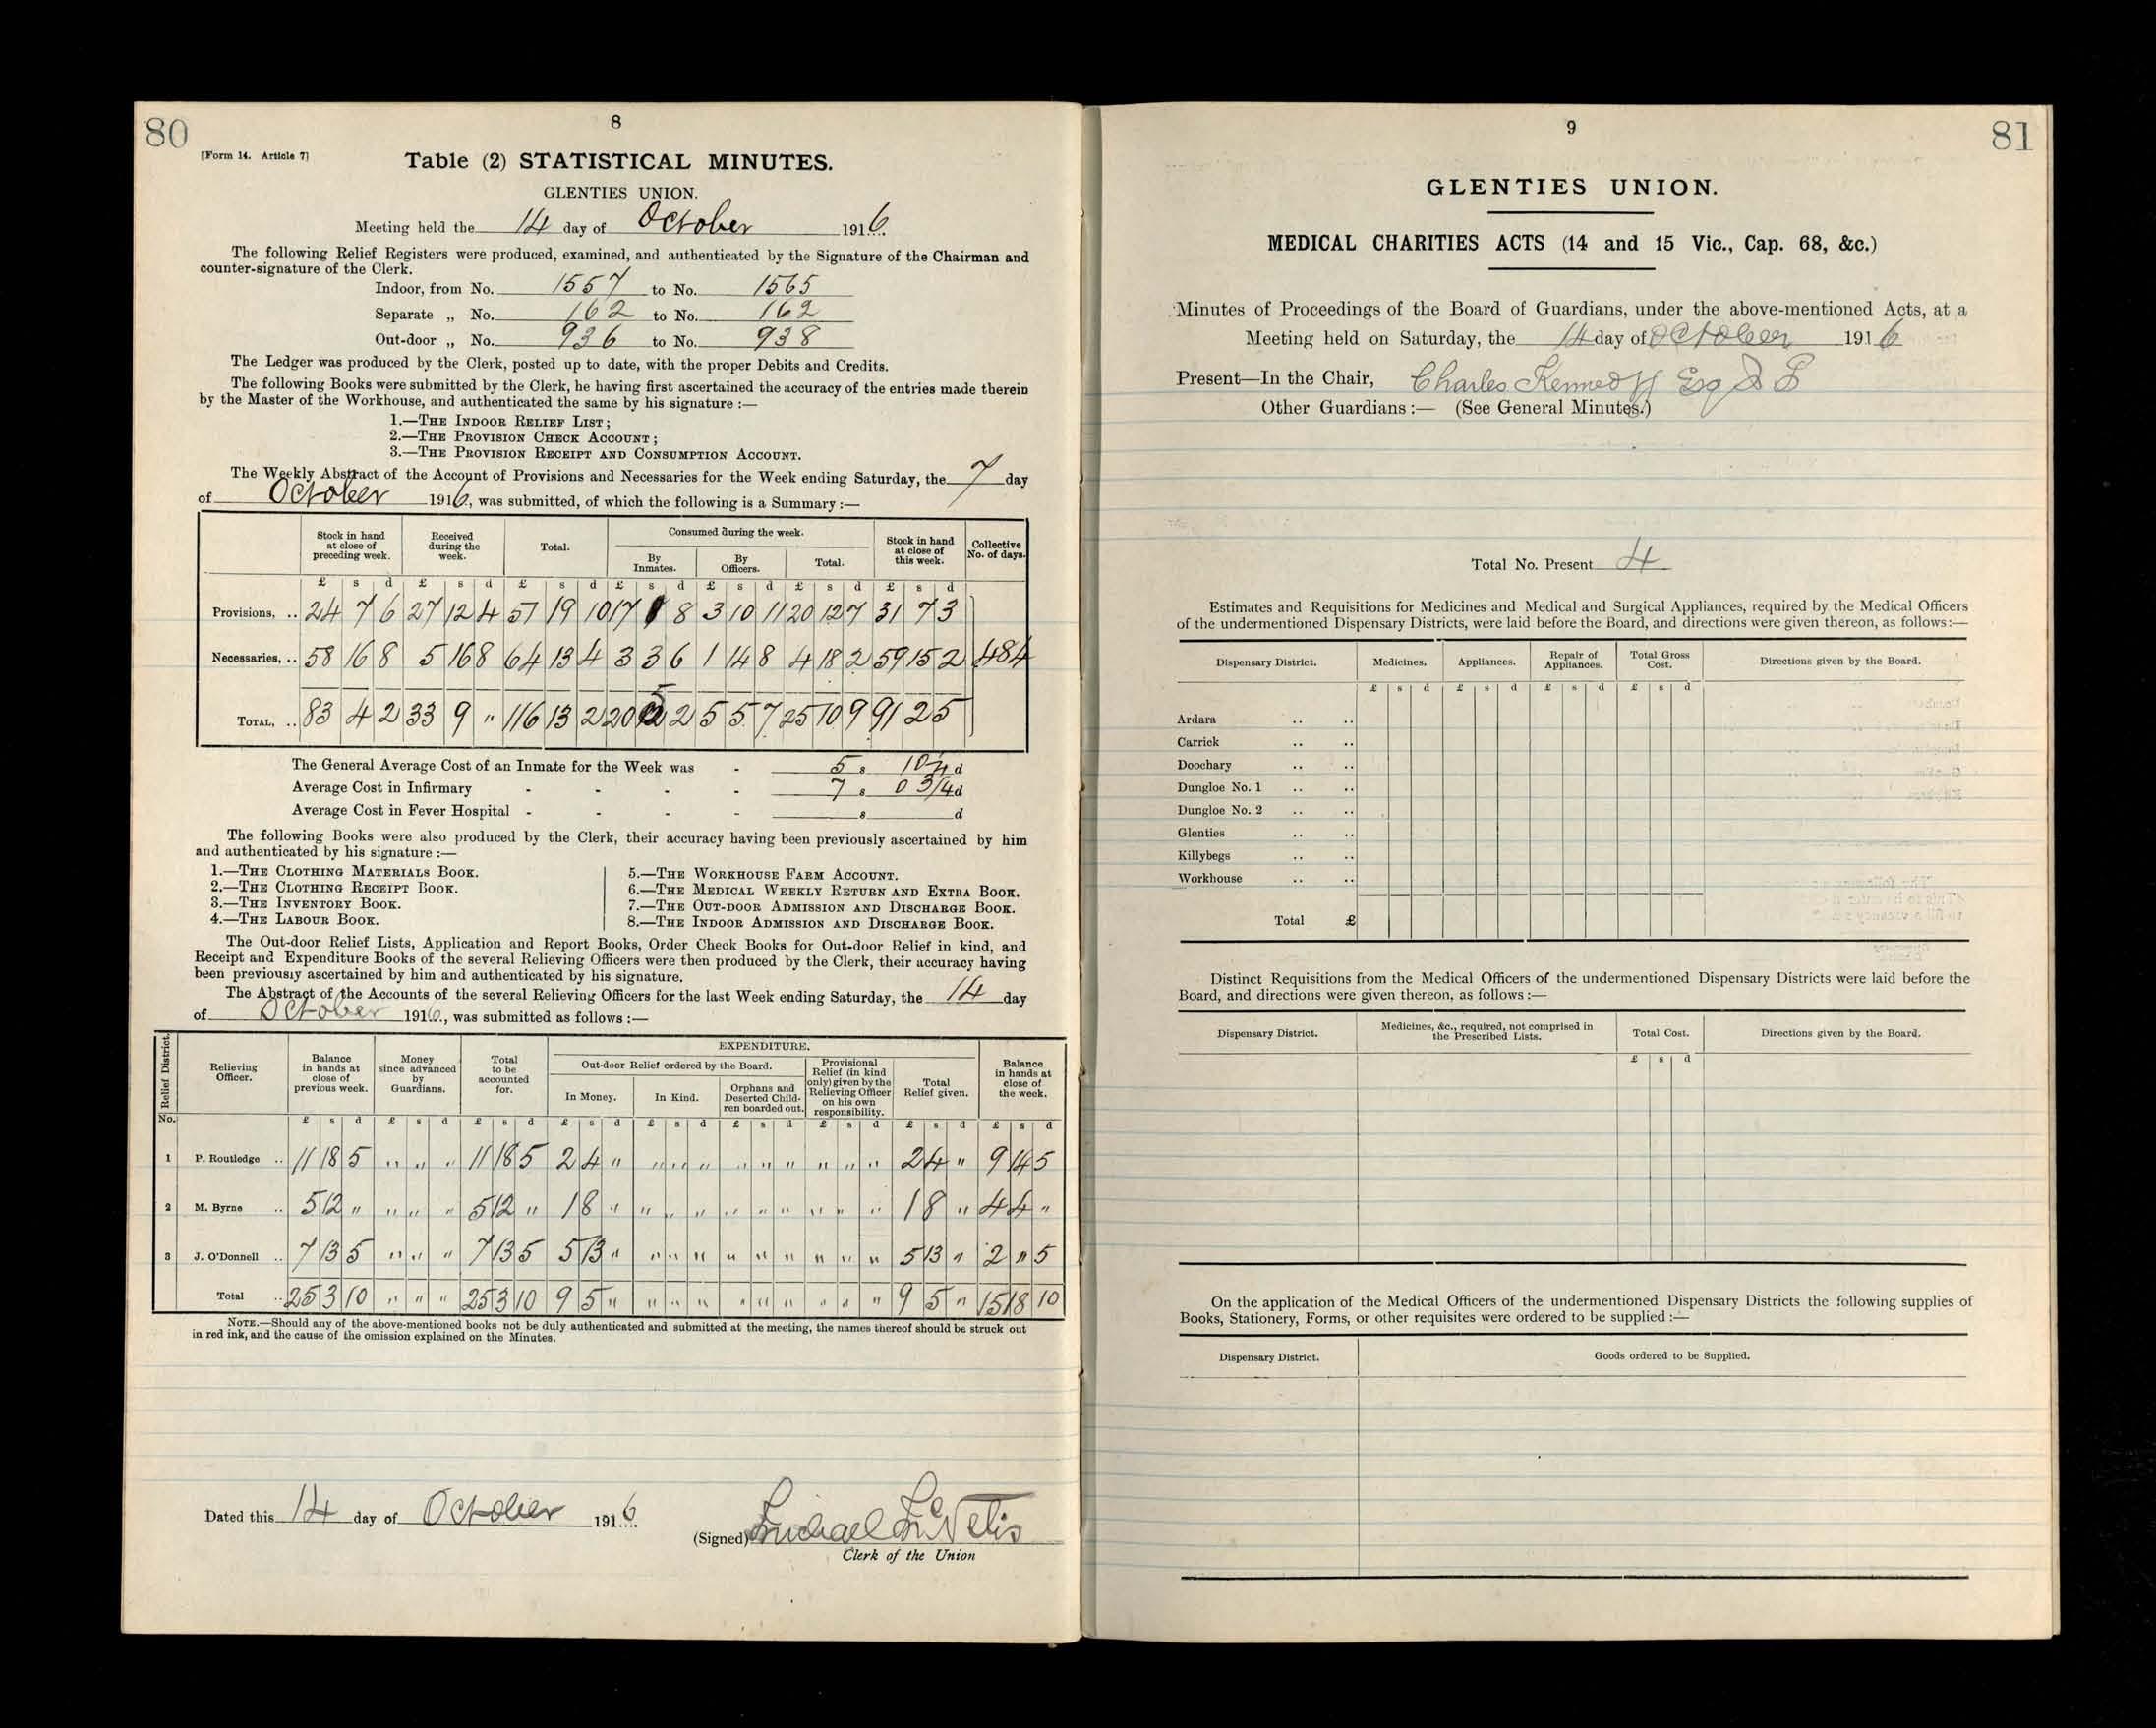 80
8
[Form 14. Article 7]
Table (2) STATISTICAL MINUTES.
GLENTIES UNION.
Meeting held the 14 day of October 1916.
The following Relief Registers were produced, examined, and authenticated by the Signature of the Chairman and
counter-signature of the Clerk.
Indoor, from No. 1557 to No. 1565
Separate „ No. 162 to No. 162
Out-door „ No. 936 to No. 938
The Ledger was produced by the Clerk, posted up to date, with the proper Debits and Credits.
The following Books were submitted by the Clerk, he having first ascertained the accuracy of the entries made therein
by the Master of the Workhouse, and authenticated the same by his signature :—
1.—THE INDOOR RELIEF LIST;
2.—THE PROVISION CHECK ACCOUNT;
3.—THE PROVISION RECEIPT AND CONSUMPTION ACCOUNT.
The Weekly Abstract of the Account of Provisions and Necessaries for the Week ending Saturday, the 7 day
of October 1916, was submitted, of which the following is a Summary :—
Stock in hand at close of preceding week. Received during the week. Total. Consumed during the week. By Inmates. By Officers. Total. Stock in hand at close of this week. Collective No. of days.
£ s d £ s d £ s d £ s d £ s d £ s d £ s d
Provisions, .. 24 7 6 27 12 4 51 19 10 17 1 8 3 10 11 20 12 7 31 7 3
Necessaries, .. 58 16 8 5 16 8 64 13 4 3 3 6 1 14 8 4 18 2 59 15 2 484
TOTAL, .. 83 4 2 33 9 " 116 13 2 20 5 2 5 5 7 25 10 9 91 2 5
The General Average Cost of an Inmate for the Week was - 5 s 10 1/4 d
Average Cost in Infirmary - - - - 7 s 0 3/4 d
Average Cost in Fever Hospital - - - - s d
The following Books were also produced by the Clerk, their accuracy having been previously ascertained by him
and authenticated by his signature :—
1.—THE CLOTHING MATERIALS BOOK.
2.—THE CLOTHING RECEIPT BOOK.
3.—THE INVENTORY BOOK.
4.—THE LABOUR BOOK.
5.—THE WORKHOUSE FARM ACCOUNT.
6.—THE MEDICAL WEEKLY RETURN AND EXTRA BOOK.
7.—THE OUT-DOOR ADMISSION AND DISCHARGE BOOK.
8.—THE INDOOR ADMISSION AND DISCHARGE BOOK.
The Out-door Relief Lists, Application and Report Books, Order Check Books for Out-door Relief in kind, and
Receipt and Expenditure Books of the several Relieving Officers were then produced by the Clerk, their accuracy having
been previously ascertained by him and authenticated by his signature.
The Abstract of the Accounts of the several Relieving Officers for the last Week ending Saturday, the 14 day
of October 1916., was submitted as follows :—
Relief District. No. Relieving Officer. Balance in hands at close of previous week. Money since advanced by Guardians. Total to be accounted for. EXPENDITURE. Out-door Relief ordered by the Board. In Money. In Kind. Orphans and Deserted Children boarded out. Provisional Relief (in kind only) given by the Relieving Officer on his own responsibility. Total Relief given. Balance in hands at close of the week.
£ s d £ s d £ s d £ s d £ s d £ s d £ s d £ s d £ s d
1 P. Routledge .. 11 18 5 " " " 11 18 5 2 4 " " " " " " " " " " 2 4 " 9 14 5
2 M. Byrne .. 5 12 " " " " 5 12 " 1 8 " " " " " " " " " " 1 8 " 4 4 "
3 J. O'Donnell .. 7 13 5 " " " 7 13 5 5 13 " " " " " " " " " " 5 13 " 2 " 5
Total .. 25 3 10 " " " 25 3 10 9 5 " " " " " " " " " " 9 5 " 15 18 10
NOTE.—Should any of the above-mentioned books not be duly authenticated and submitted at the meeting, the names thereof should be struck out
in red ink, and the cause of the omission explained on the Minutes.
Dated this 14 day of October 1916.
(Signed) Michael McNelis
Clerk of the Union
81
9
GLENTIES UNION.
MEDICAL CHARITIES ACTS (14 and 15 Vic., Cap. 68, &c.)
Minutes of Proceedings of the Board of Guardians, under the above-mentioned Acts, at a
Meeting held on Saturday, the 14 day of October 1916
Present—In the Chair, Charles Kennedy Esq J P
Other Guardians :— (See General Minutes.)
Total No. Present 4
Estimates and Requisitions for Medicines and Medical and Surgical Appliances, required by the Medical Officers
of the undermentioned Dispensary Districts, were laid before the Board, and directions were given thereon, as follows:—
Dispensary District. Medicines. Appliances. Repair of Appliances. Total Gross Cost. Directions given by the Board.
£ s d £ s d £ s d £ s d
Ardara .. ..
Carrick .. ..
Doochary .. ..
Dungloe No. 1 .. ..
Dungloe No. 2 .. ..
Glenties .. ..
Killybegs .. ..
Workhouse .. ..
Total £
Distinct Requisitions from the Medical Officers of the undermentioned Dispensary Districts were laid before the
Board, and directions were given thereon, as follows :—
Dispensary District. Medicines, &c., required, not comprised in the Prescribed Lists. Total Cost. Directions given by the Board.
£ s d
On the application of the Medical Officers of the undermentioned Dispensary Districts the following supplies of
Books, Stationery, Forms, or other requisites were ordered to be supplied :—
Dispensary District. Goods ordered to be Supplied.